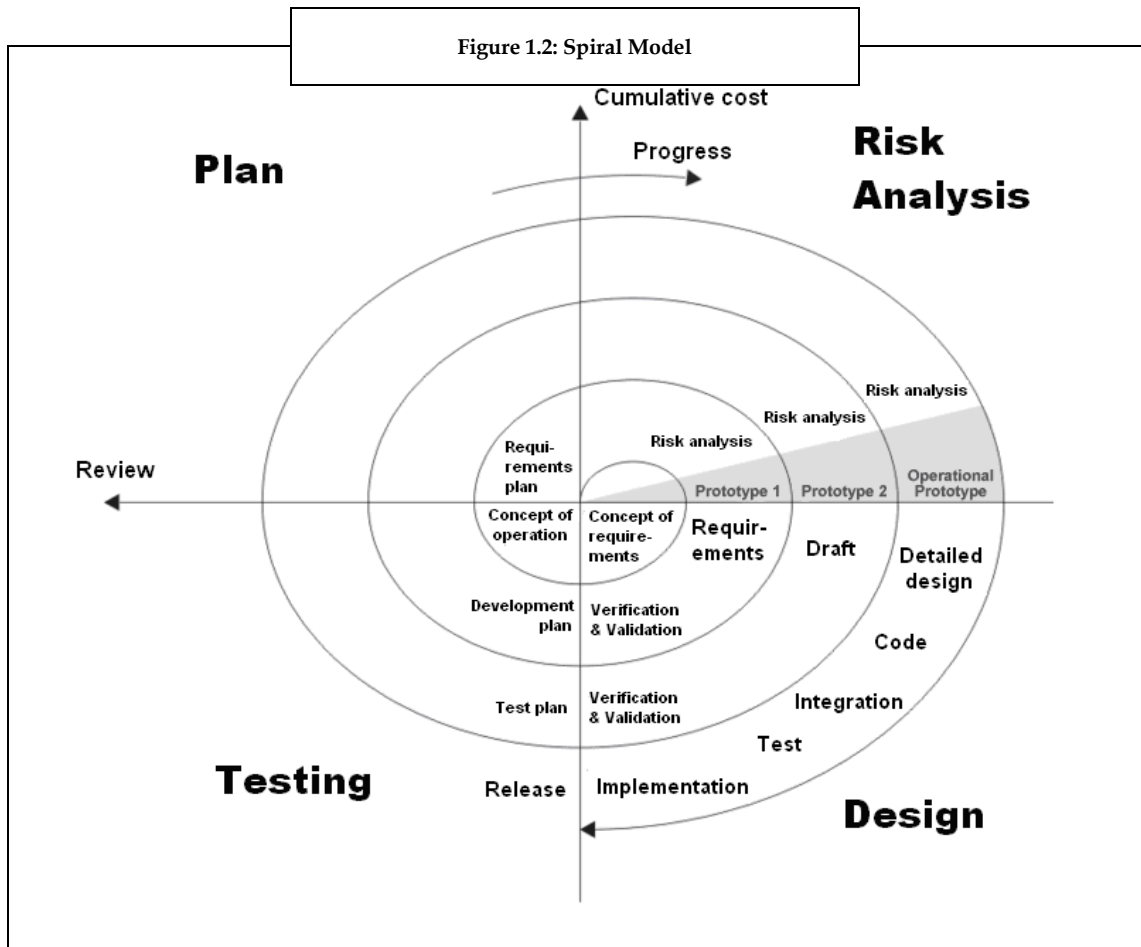 Figure 1.2: Spiral Model
Cumulative cost
Progress
Plan
Risk
Analysis
Risk analysis
Risk analysis
Risk analysis
Requi-
rements
plan
Review
Prototype 1
Prototype 2
Operational
Prototype
Concept of
operation
Concept of
require-
ments
Requir-
ements
Draft
Detailed
design
Development
plan
Verification
& Validation
Code
Test plan
Verification
& Validation
Integration
Test
Testing
Release
Implementation
Design